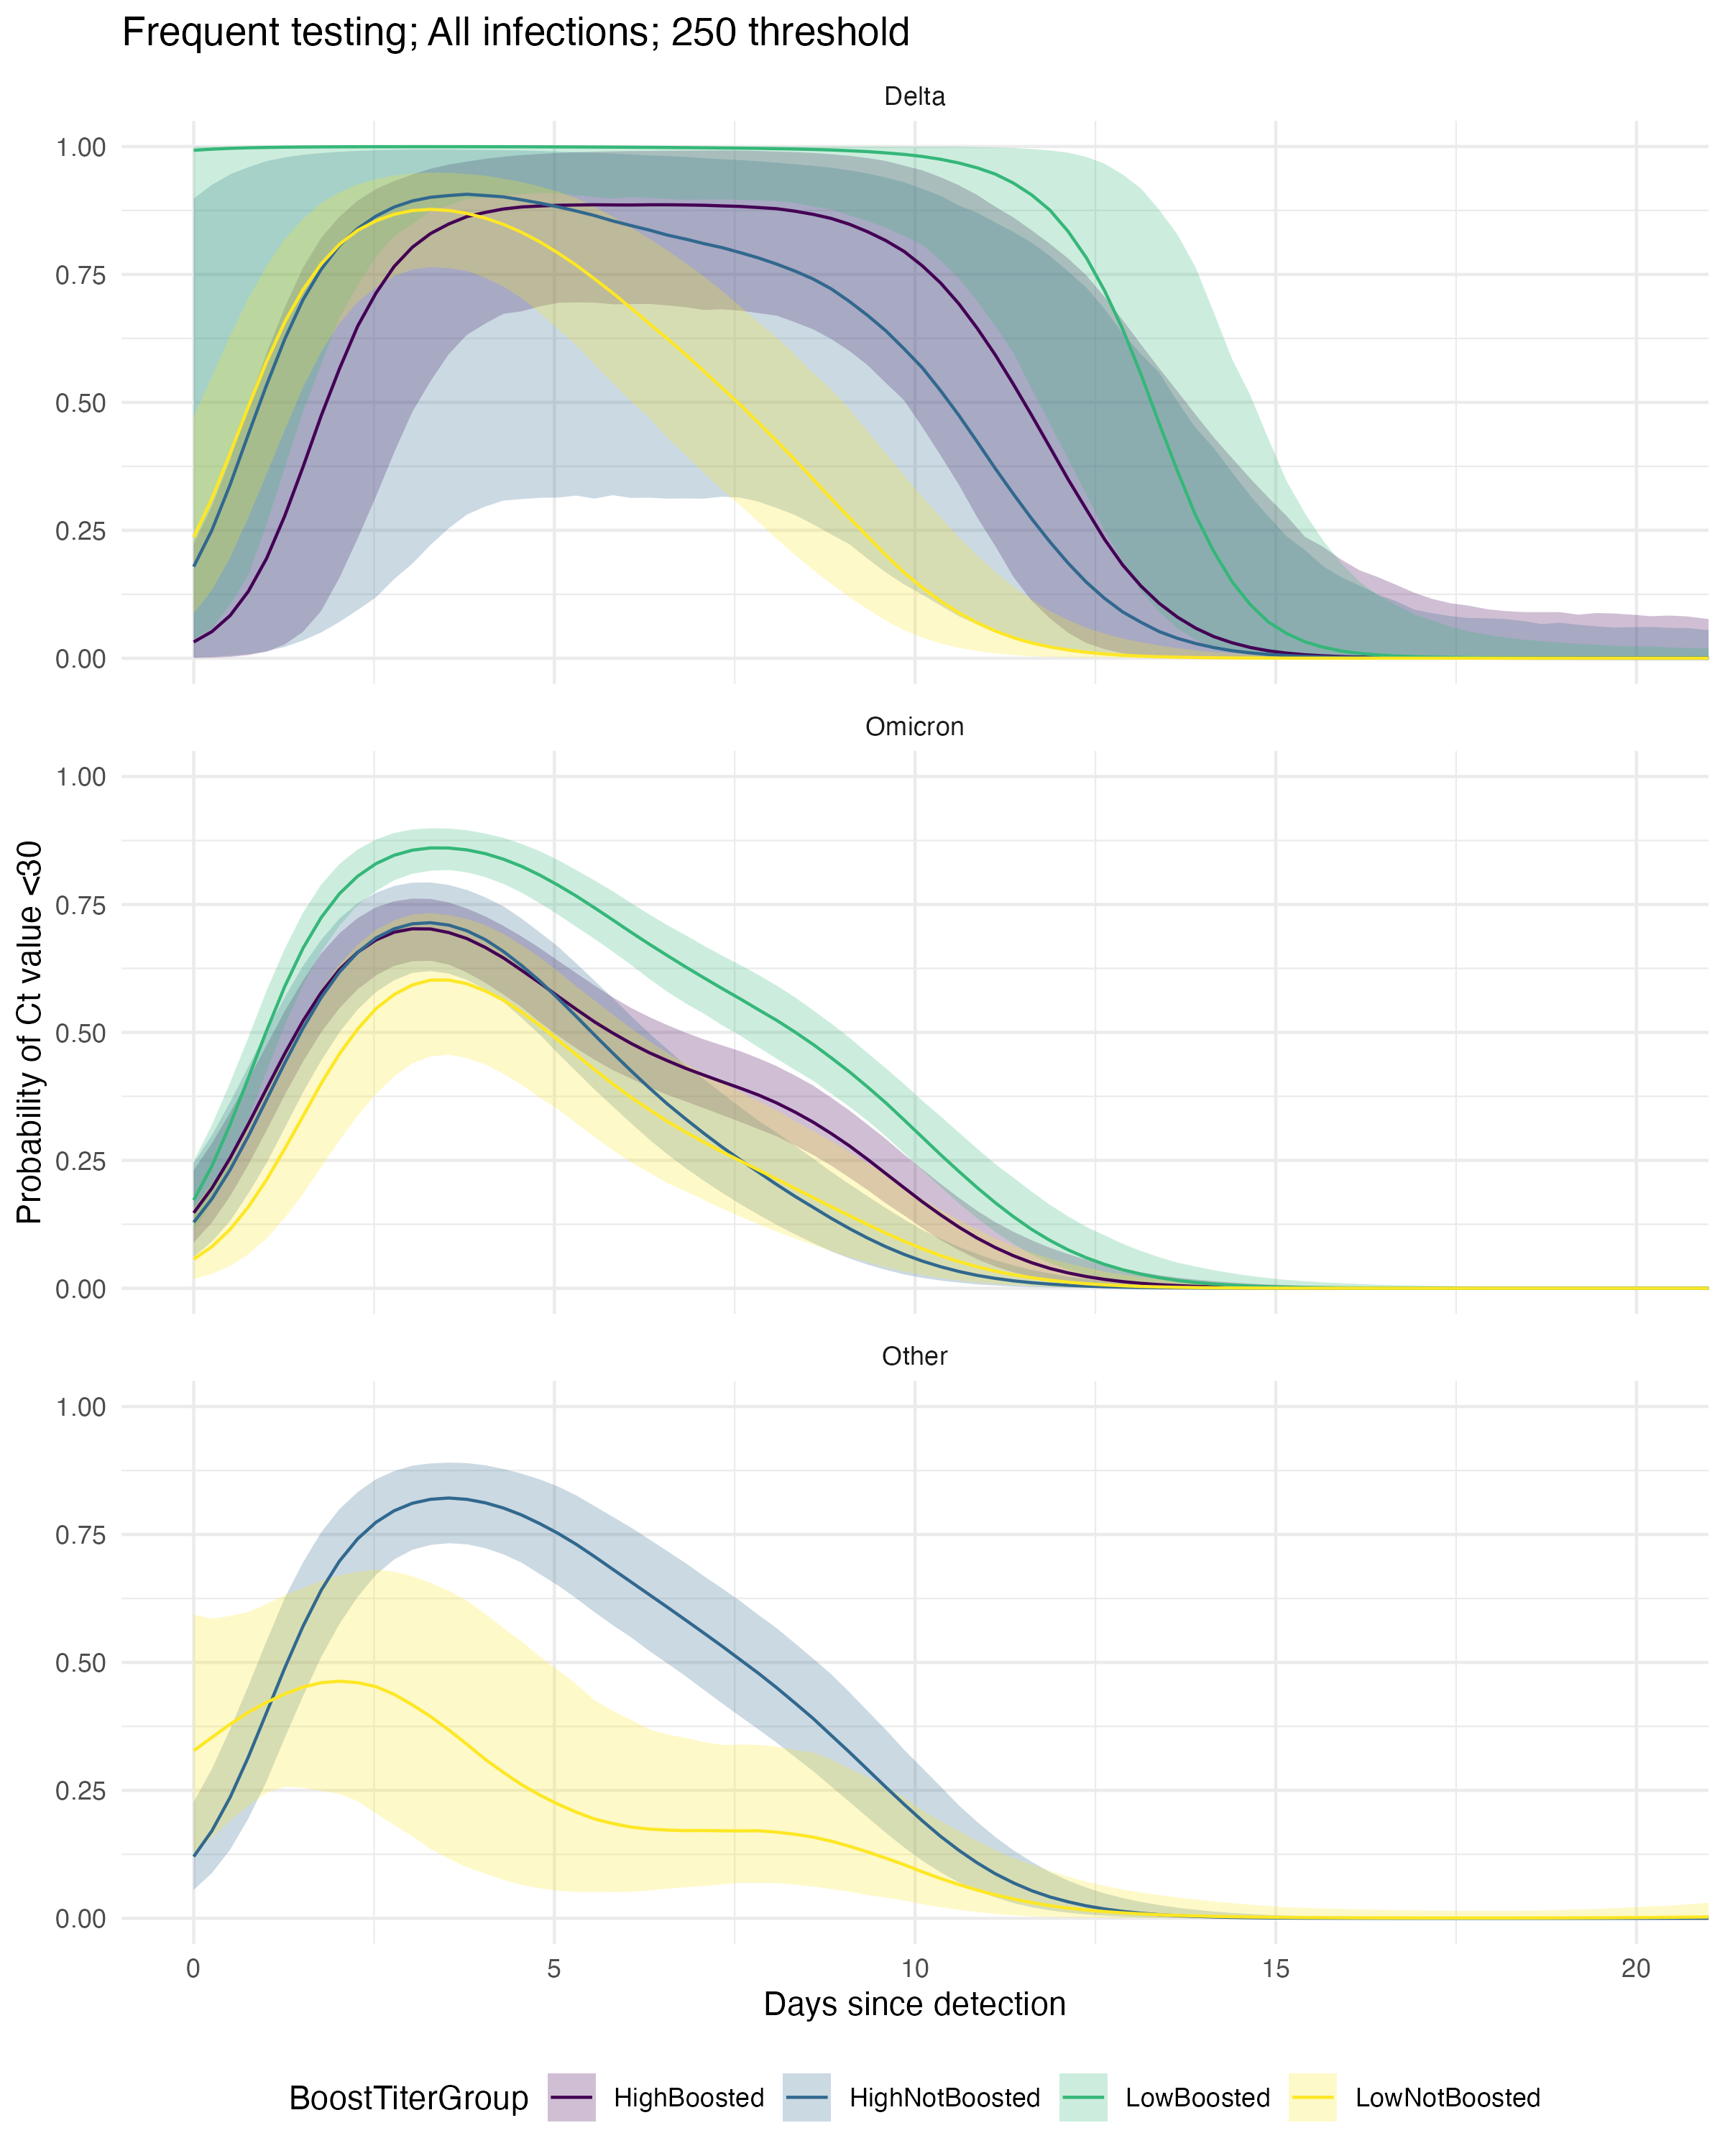 Frequent testing; All infections; 250 threshold
Delta
1.00
0.75
0.50
0.25
0.00
Omicron
1.00
0.75
0.50
0.25
0.00
Probability of Ct value <30
Other
1.00
0.75
0.50
0.25
0.00
0 5 10 15 20
Days since detection
BoostTiterGroup HighBoosted HighNotBoosted LowBoosted LowNotBoosted